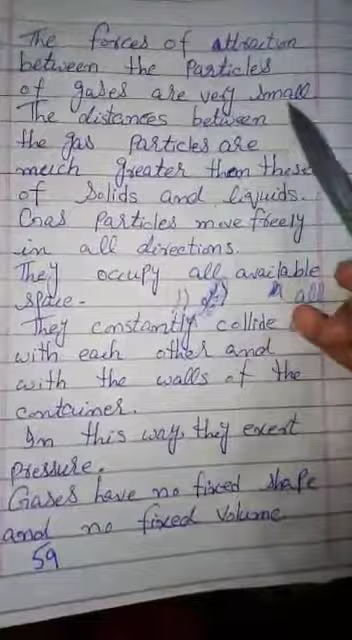 The forces of attraction
between the Particles
of gases are very small
The distances between
the gas Particles are
much greater then these
of solids and liquids.
Gas Particles move freely
in all directions.
They occupy all available
space. all
They constantly collide
with each other and
with the walls of the
container.
In this way, they exert
pressure.
Gases have no fixed shape
and no fixed volume
59